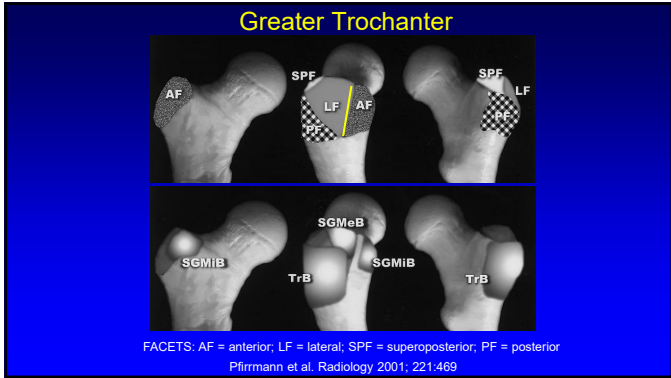 Greater Trochanter
AF
SPF
LF
AF
PF
SPF
LF
PF
SGMiB
SGMeB
SGMiB
TrB
TrB
FACETS: AF = anterior; LF = lateral; SPF = superoposterior; PF = posterior
Pfirrmann et al. Radiology 2001; 221:469